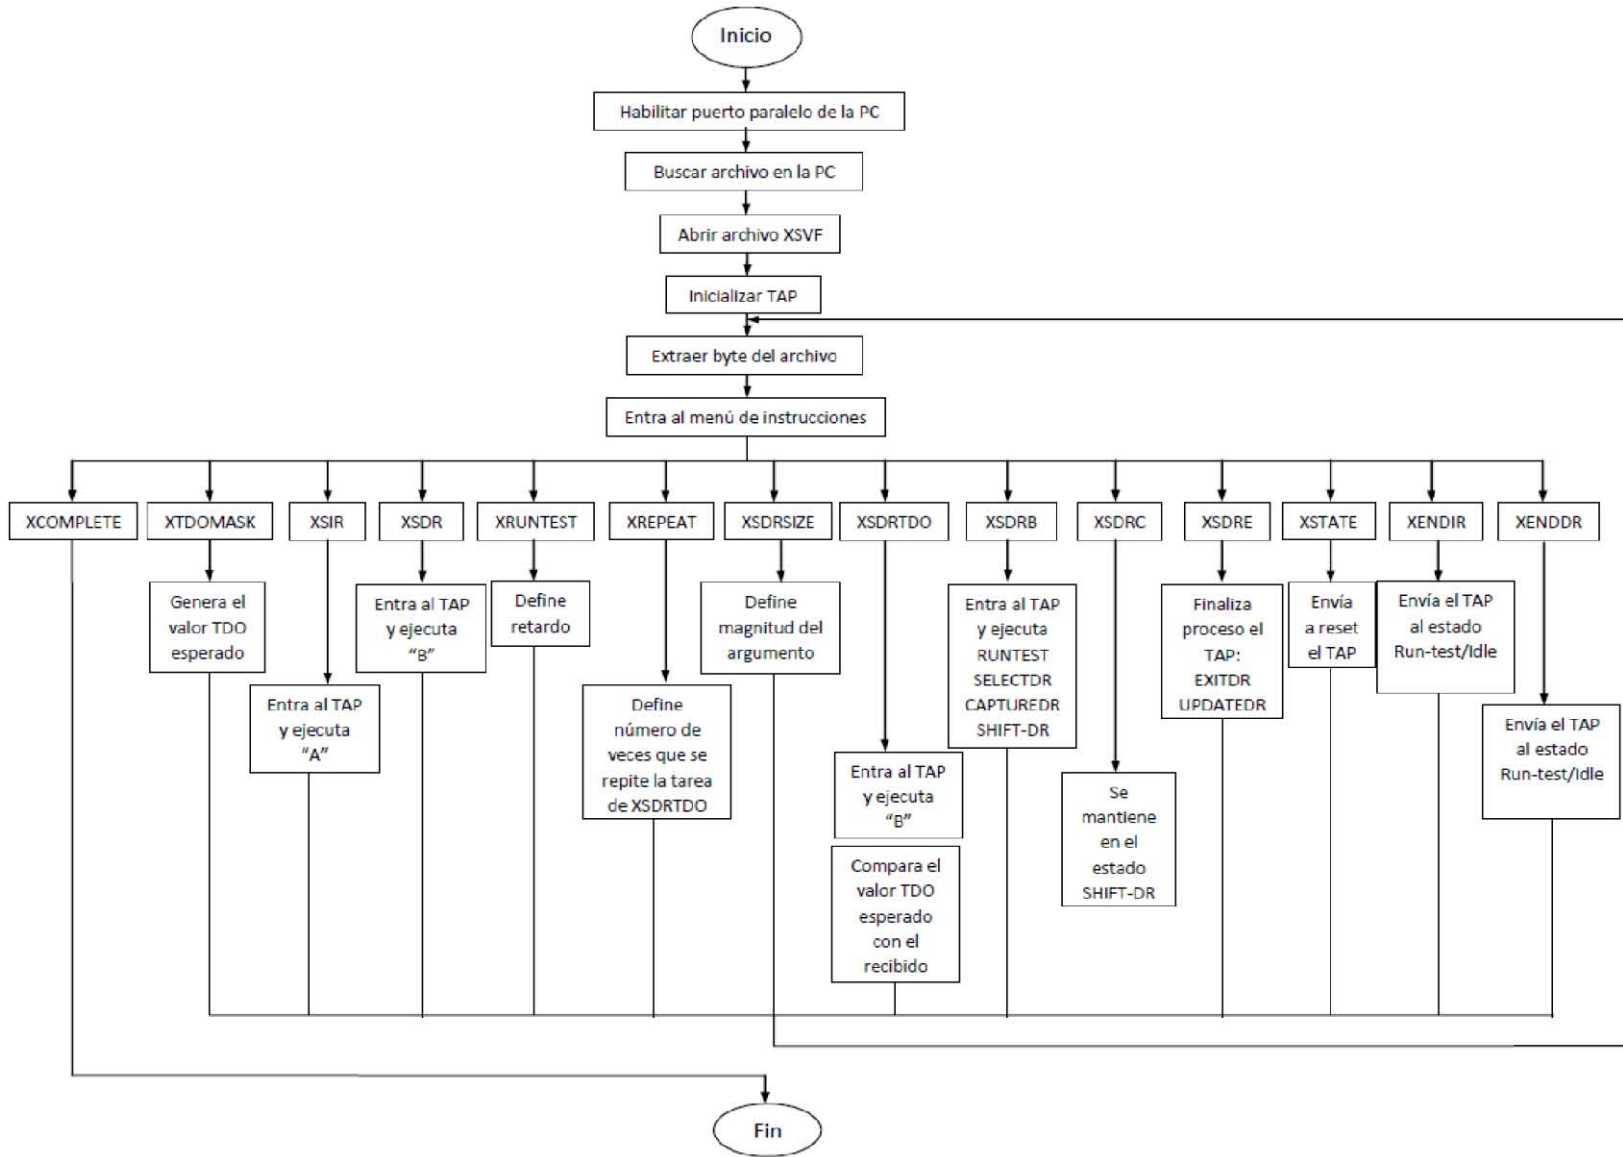 Inicio
Habilitar puerto paralelo de la PC
Buscar archivo en la PC
Abrir archivo XSVF
Inicializar TAP
Extraer byte del archivo
Entra al menú de instrucciones
XCOMPLETE
XTDOMASK
XSIR
XSDR
XRUNTEST
XREPEAT
XSDRSIZE
XSDRTDO
XSDRB
XSDRC
XSDRE
XSTATE
XENDIR
XENDDR
Genera el
valor TDO
esperado
Entra al TAP
y ejecuta
"A"
Entra al TAP
y ejecuta
"B"
Define
retardo
Define
número de
veces que se
repite la tarea
de XSDRTDO
Define
magnitud del
argumento
Entra al TAP
y ejecuta
"B"
Compara el
valor TDO
esperado
con el
recibido
Entra al TAP
y ejecuta
RUNTEST
SELECTDR
CAPTUREDR
SHIFT-DR
Se
mantiene
en el
estado
SHIFT-DR
Finaliza
proceso el
TAP:
EXITDR
UPDATEDR
Envía
a reset
el TAP
Envía el TAP
al estado
Run-test/Idle
Envía el TAP
al estado
Run-test/Idle
Fin